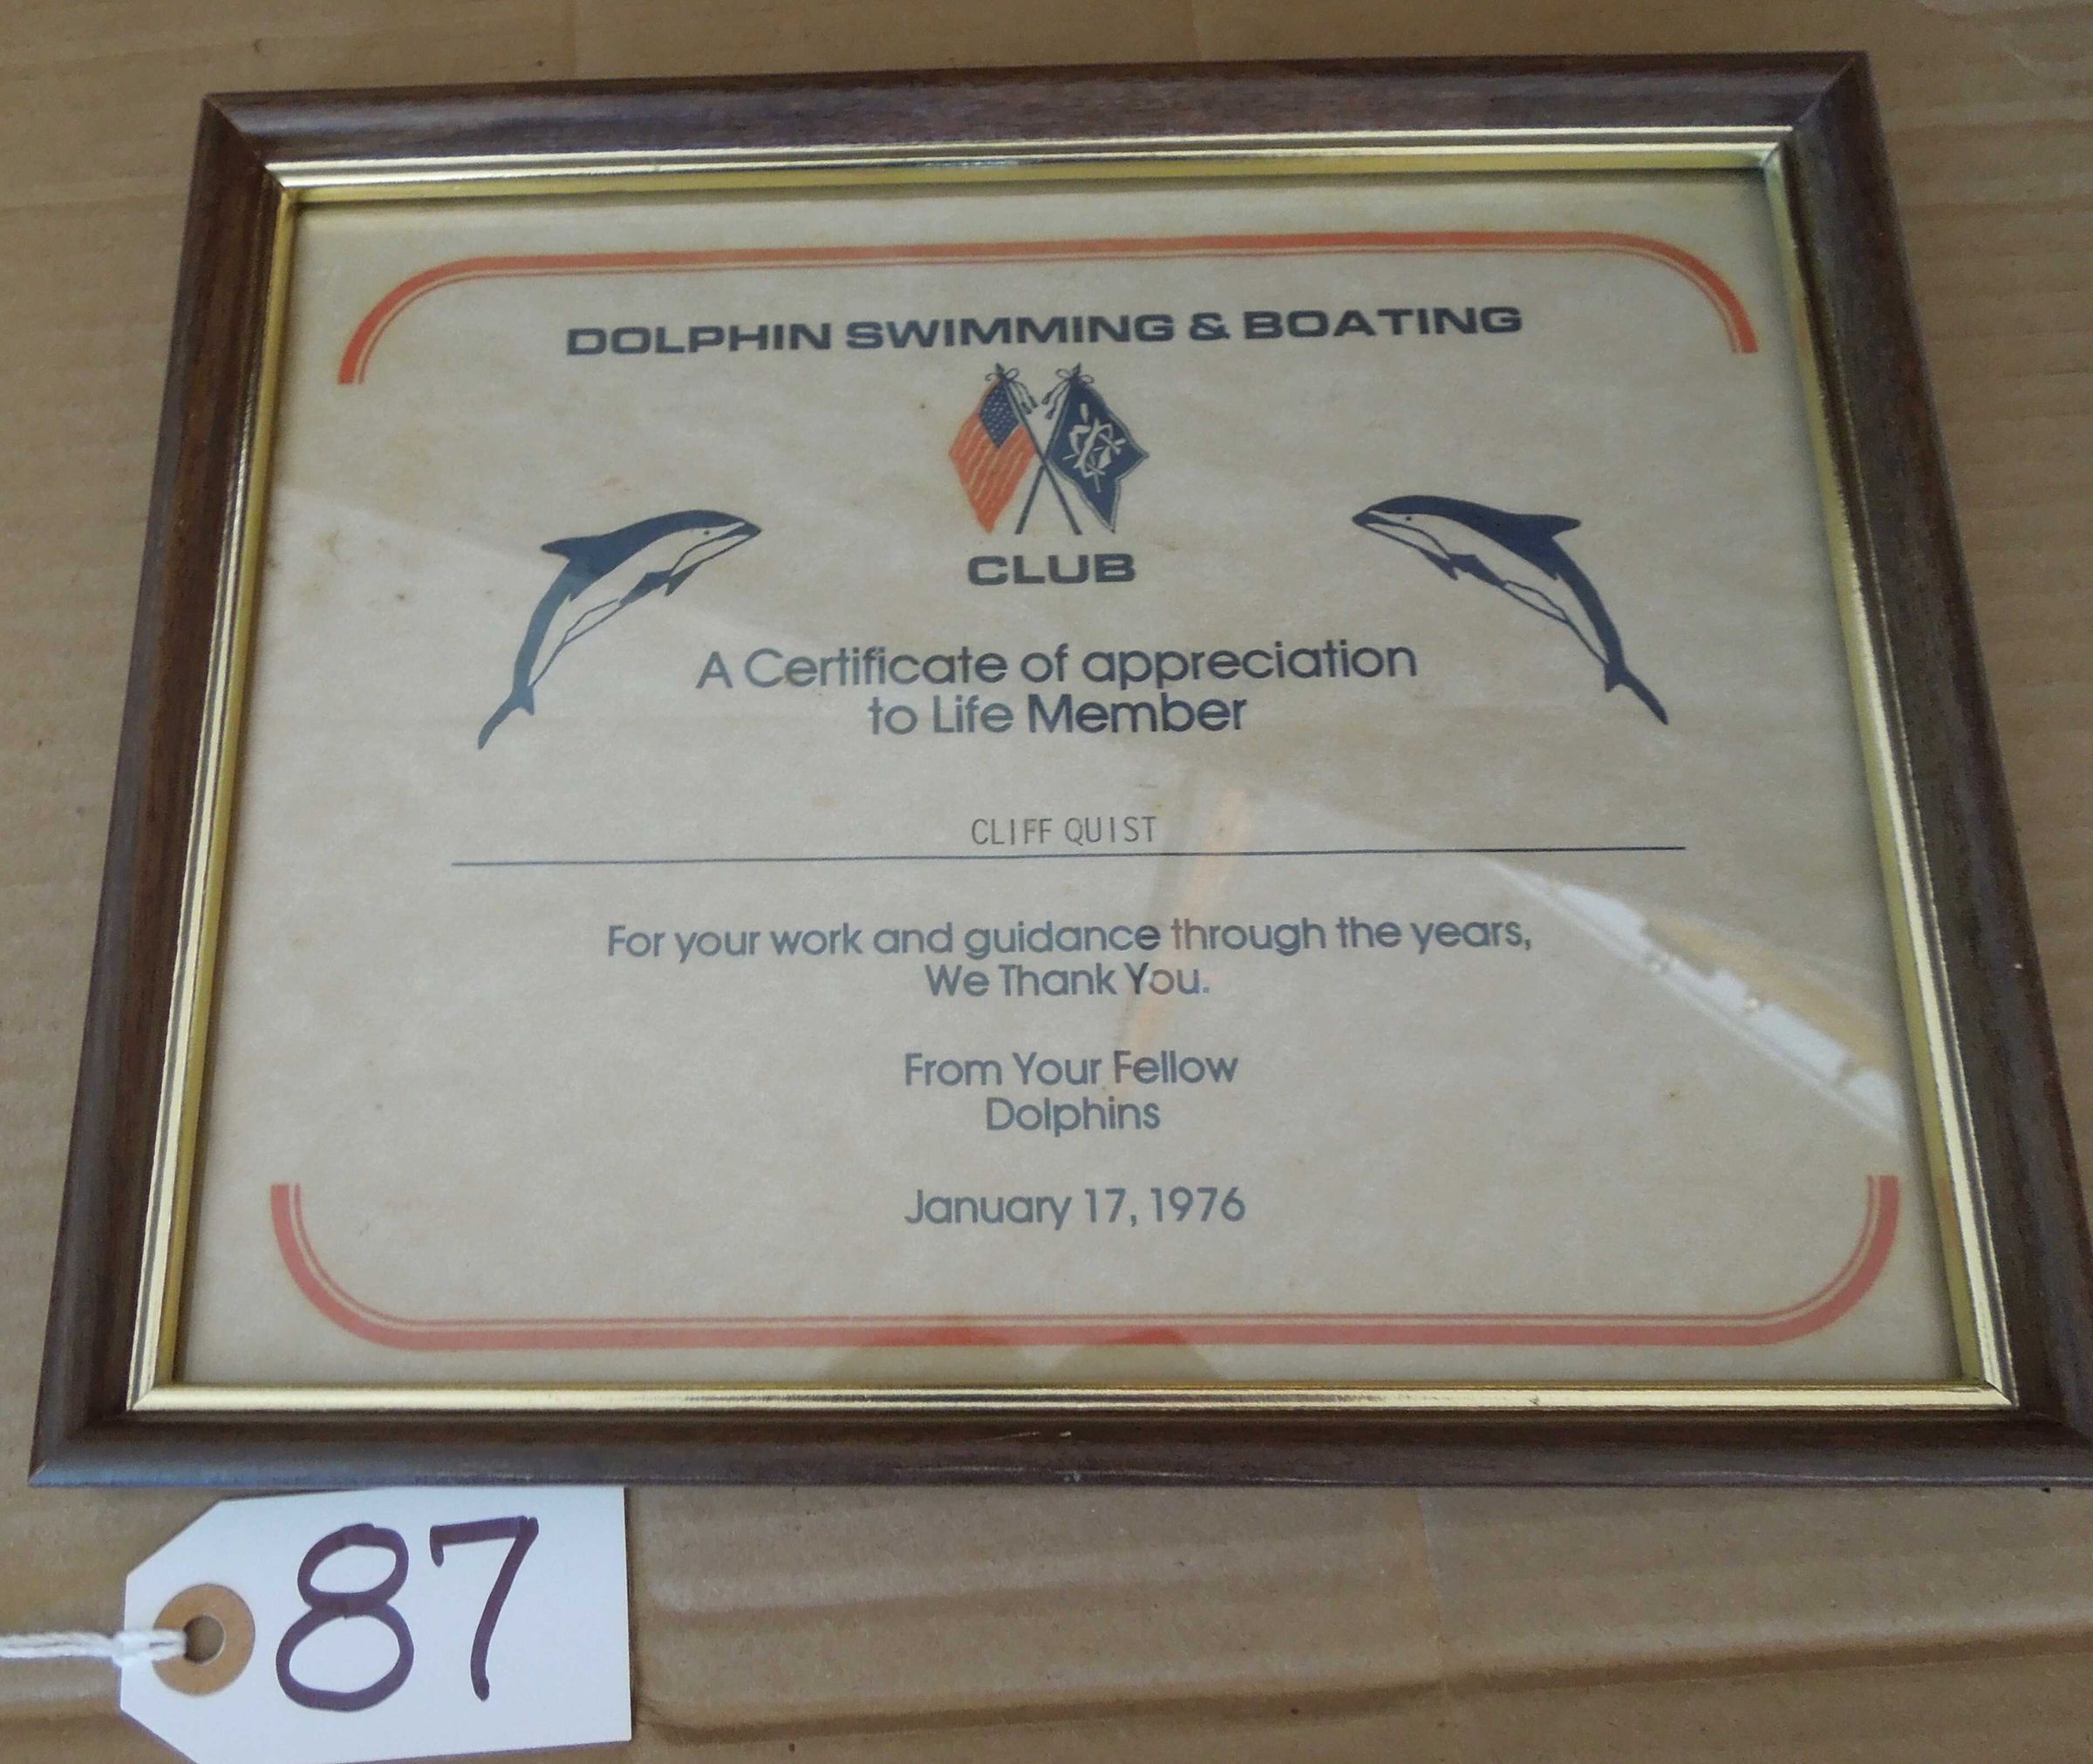 DOLPHIN SWIMMING & BOATING
CLUB
A Certificate of appreciation
to Life Member
CLIFF QUIST
For your work and guidance through the years,
We Thank You.
From Your Fellow
Dolphins
January 17, 1976
87